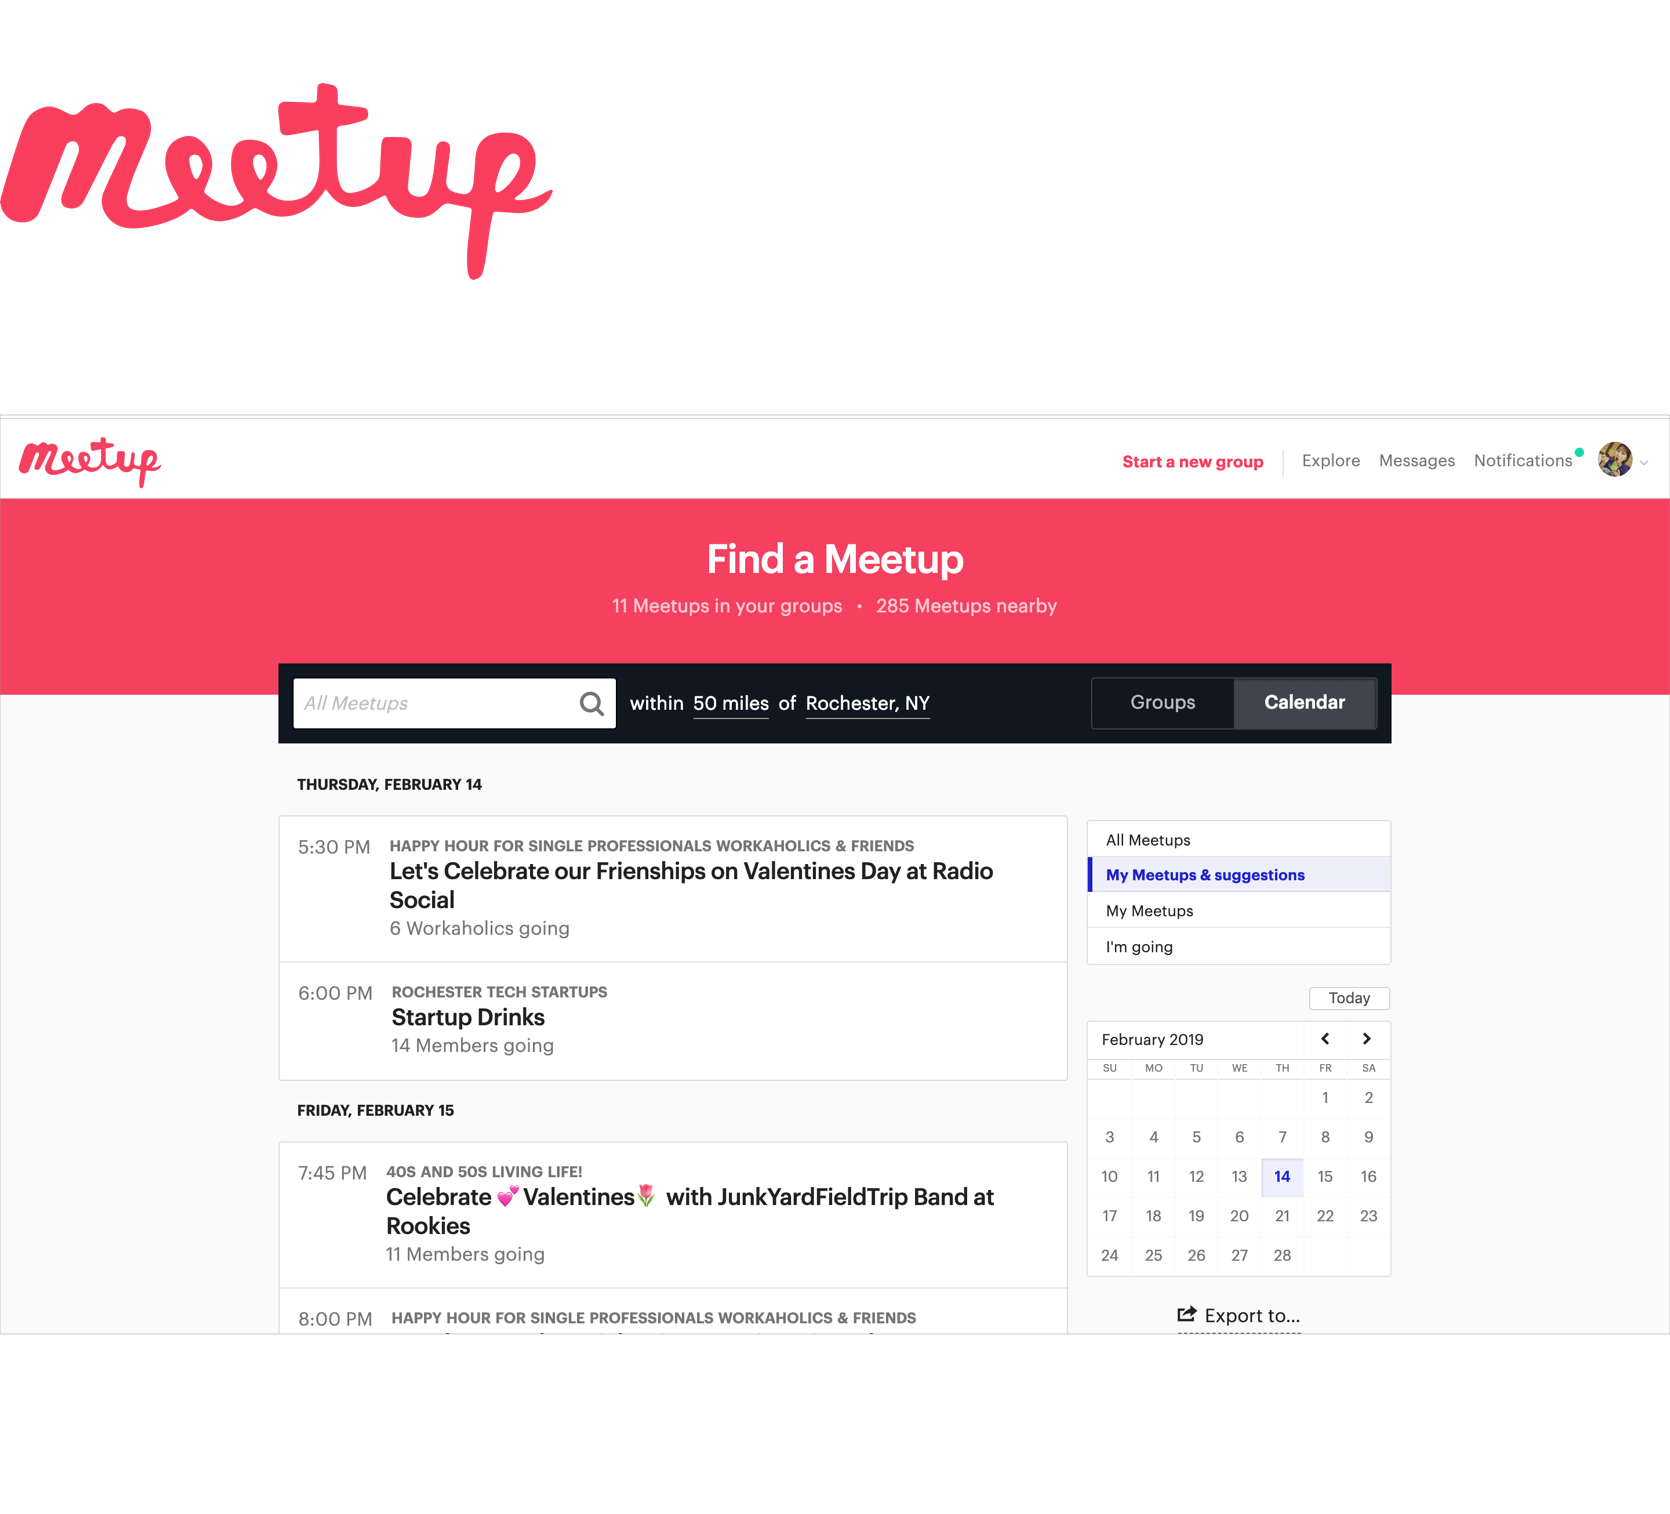 meetup
meetup
Start a new group
Explore
Messages
Notifications
Find a Meetup
11 Meetups in your groups • 285 Meetups nearby
All Meetups
within 50 miles of Rochester, NY
Groups
Calendar
THURSDAY, FEBRUARY 14
5:30 PM
HAPPY HOUR FOR SINGLE PROFESSIONALS WORKAHOLICS & FRIENDS
Let's Celebrate our Frienships on Valentines Day at Radio
Social
6 Workaholics going
6:00 PM
ROCHESTER TECH STARTUPS
Startup Drinks
14 Members going
FRIDAY, FEBRUARY 15
7:45 PM
40S AND 50S LIVING LIFE!
Celebrate 💕 Valentines🌷 with JunkYardFieldTrip Band at
Rookies
11 Members going
8:00 PM
HAPPY HOUR FOR SINGLE PROFESSIONALS WORKAHOLICS & FRIENDS
All Meetups
My Meetups & suggestions
My Meetups
I'm going
Today
February 2019
SU MO TU WE TH FR SA
1 2
3 4 5 6 7 8 9
10 11 12 13 14 15 16
17 18 19 20 21 22 23
24 25 26 27 28
Export to...